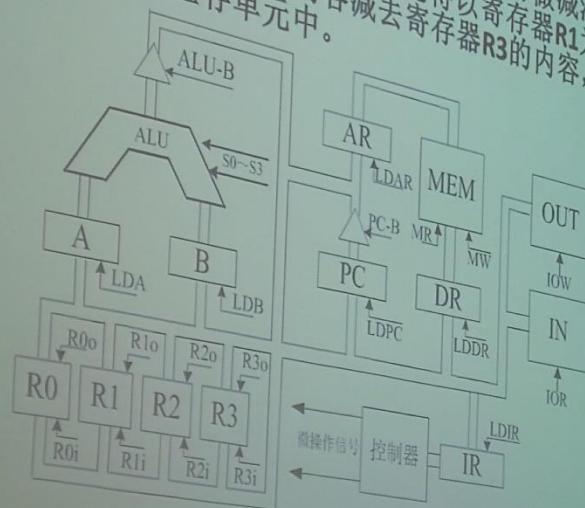 得以寄存器R1
减去寄存器R3的内容,
存单元中。
ALU-B
ALU
S0~S3
A
LDA
B
LDB
AR
LDAR
MEM
MR
MW
PC-B
PC
LDPC
DR
LDDR
OUT
IOW
IN
IOR
R0o
R1o
R2o
R3o
R0
R1
R2
R3
R0i
R1i
R2i
R3i
微操作信号
控制器
LDIR
IR